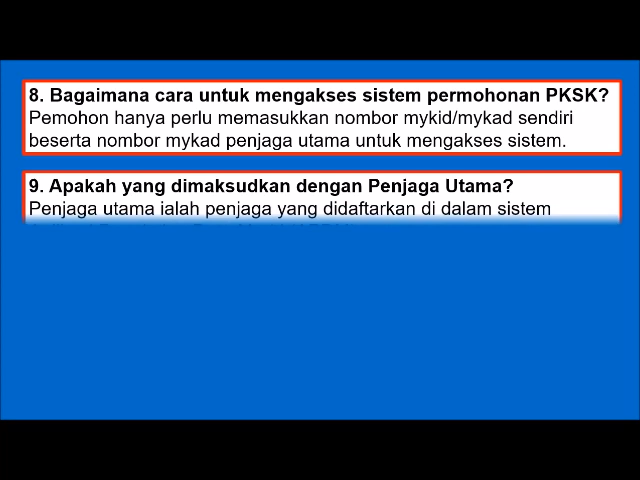 8. Bagaimana cara untuk mengakses sistem permohonan PKSK?
Pemohon hanya perlu memasukkan nombor mykid/mykad sendiri
beserta nombor mykad penjaga utama untuk mengakses sistem.
9. Apakah yang dimaksudkan dengan Penjaga Utama?
Penjaga utama ialah penjaga yang didaftarkan di dalam sistem